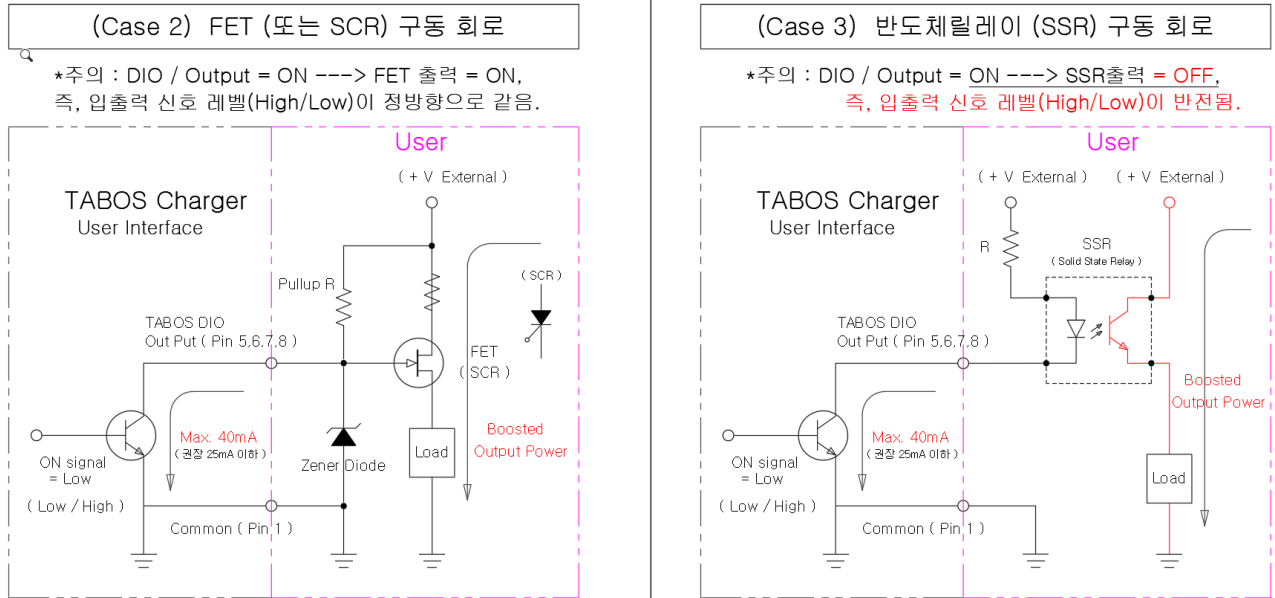 (Case 2) FET (또는 SCR) 구동 회로
*주의 : DIO / Output = ON ---> FET 출력 = ON,
즉, 입출력 신호 레벨(High/Low)이 정방향으로 같음.
User
( + V External )
TABOS Charger
User Interface
Pullup R
( SCR )
TABOS DIO
Out Put ( Pin 5,6,7,8 )
FET
( SCR )
Max. 40mA
( 권장 25mA 이하 )
Boosted
Output Power
Load
Zener Diode
ON signal
= Low
( Low / High )
Common ( Pin 1 )
(Case 3) 반도체릴레이 (SSR) 구동 회로
*주의 : DIO / Output = ON ---> SSR출력 = OFF,
즉, 입출력 신호 레벨(High/Low)이 반전됨.
User
( + V External )
( + V External )
TABOS Charger
User Interface
R
SSR
( Solid State Relay )
TABOS DIO
Out Put ( Pin 5,6,7,8 )
Boosted
Output Power
Max. 40mA
( 권장 25mA 이하 )
ON signal
= Low
( Low / High )
Load
Common ( Pin 1 )